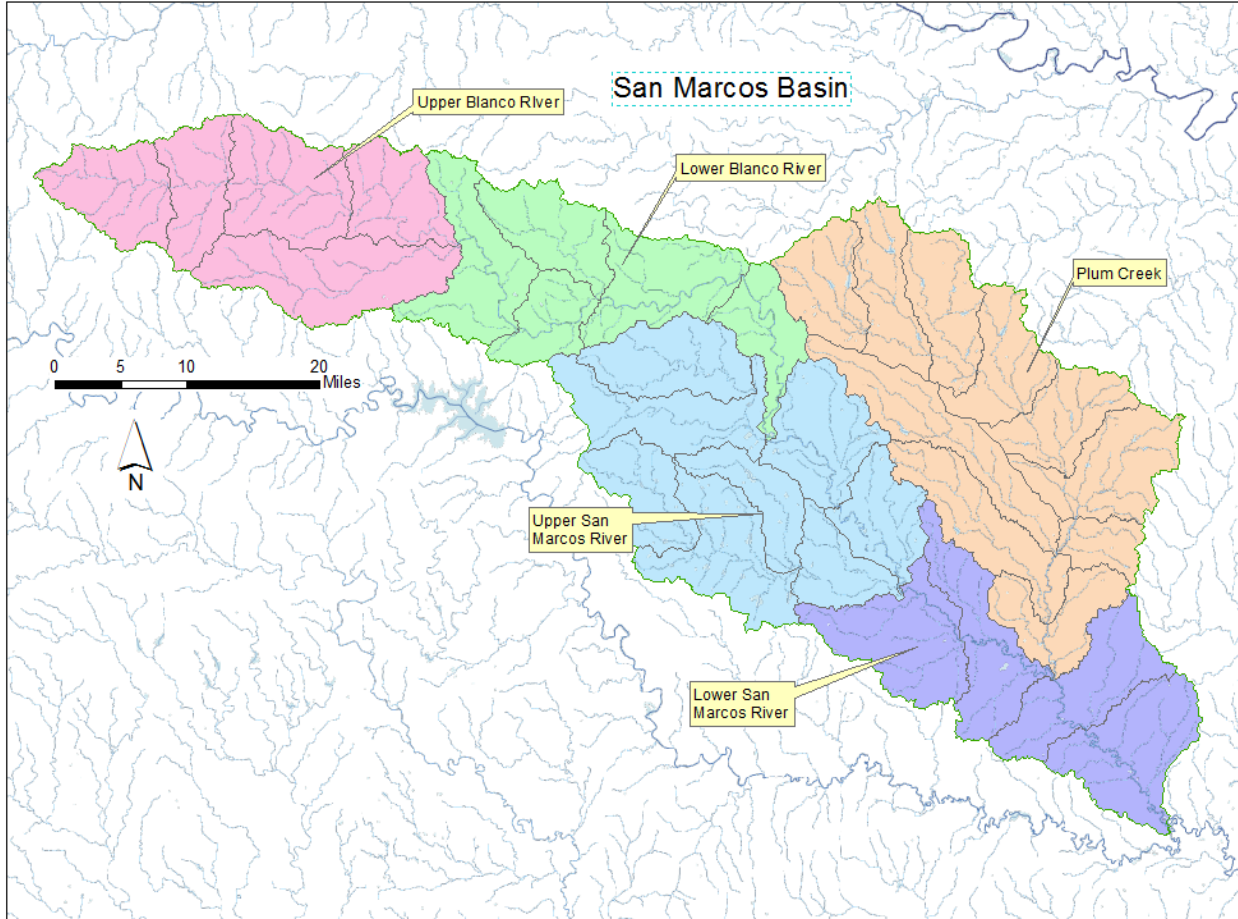 San Marcos Basin
Upper Blanco RIver
Lower Blanco River
Plum Creek
0 5 10 20
Miles
N
Upper San
Marcos River
Lower San
Marcos River